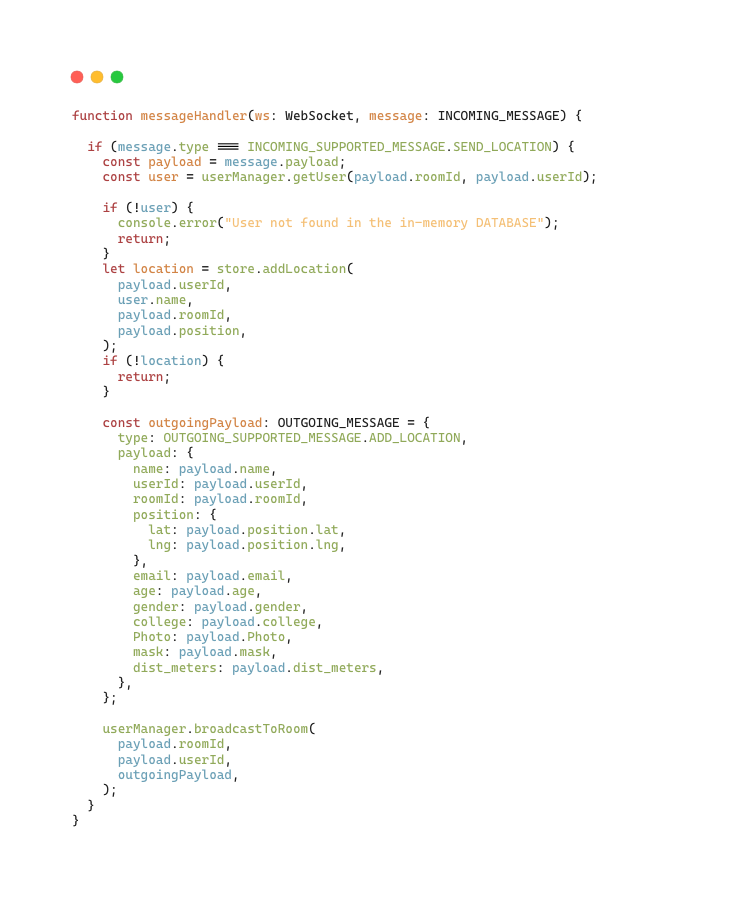 function messageHandler(ws: WebSocket, message: INCOMING_MESSAGE) {
  if (message.type === INCOMING_SUPPORTED_MESSAGE.SEND_LOCATION) {
    const payload = message.payload;
    const user = userManager.getUser(payload.roomId, payload.userId);
    if (!user) {
      console.error("User not found in the in-memory DATABASE");
      return;
    }
    let location = store.addLocation(
      payload.userId,
      user.name,
      payload.roomId,
      payload.position,
    );
    if (!location) {
      return;
    }
    const outgoingPayload: OUTGOING_MESSAGE = {
      type: OUTGOING_SUPPORTED_MESSAGE.ADD_LOCATION,
      payload: {
        name: payload.name,
        userId: payload.userId,
        roomId: payload.roomId,
        position: {
          lat: payload.position.lat,
          lng: payload.position.lng,
        },
        email: payload.email,
        age: payload.age,
        gender: payload.gender,
        college: payload.college,
        Photo: payload.Photo,
        mask: payload.mask,
        dist_meters: payload.dist_meters,
      },
    };
    userManager.broadcastToRoom(
      payload.roomId,
      payload.userId,
      outgoingPayload,
    );
  }
}